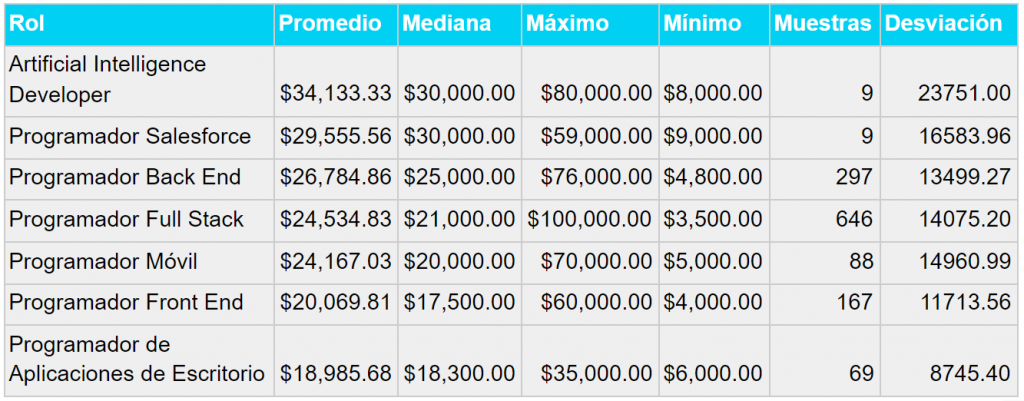 Rol Promedio Mediana Máximo Mínimo Muestras Desviación
Artificial Intelligence
Developer $34,133.33 $30,000.00 $80,000.00 $8,000.00 9 23751.00
Programador Salesforce $29,555.56 $30,000.00 $59,000.00 $9,000.00 9 16583.96
Programador Back End $26,784.86 $25,000.00 $76,000.00 $4,800.00 297 13499.27
Programador Full Stack $24,534.83 $21,000.00 $100,000.00 $3,500.00 646 14075.20
Programador Móvil $24,167.03 $20,000.00 $70,000.00 $5,000.00 88 14960.99
Programador Front End $20,069.81 $17,500.00 $60,000.00 $4,000.00 167 11713.56
Programador de
Aplicaciones de Escritorio $18,985.68 $18,300.00 $35,000.00 $6,000.00 69 8745.40